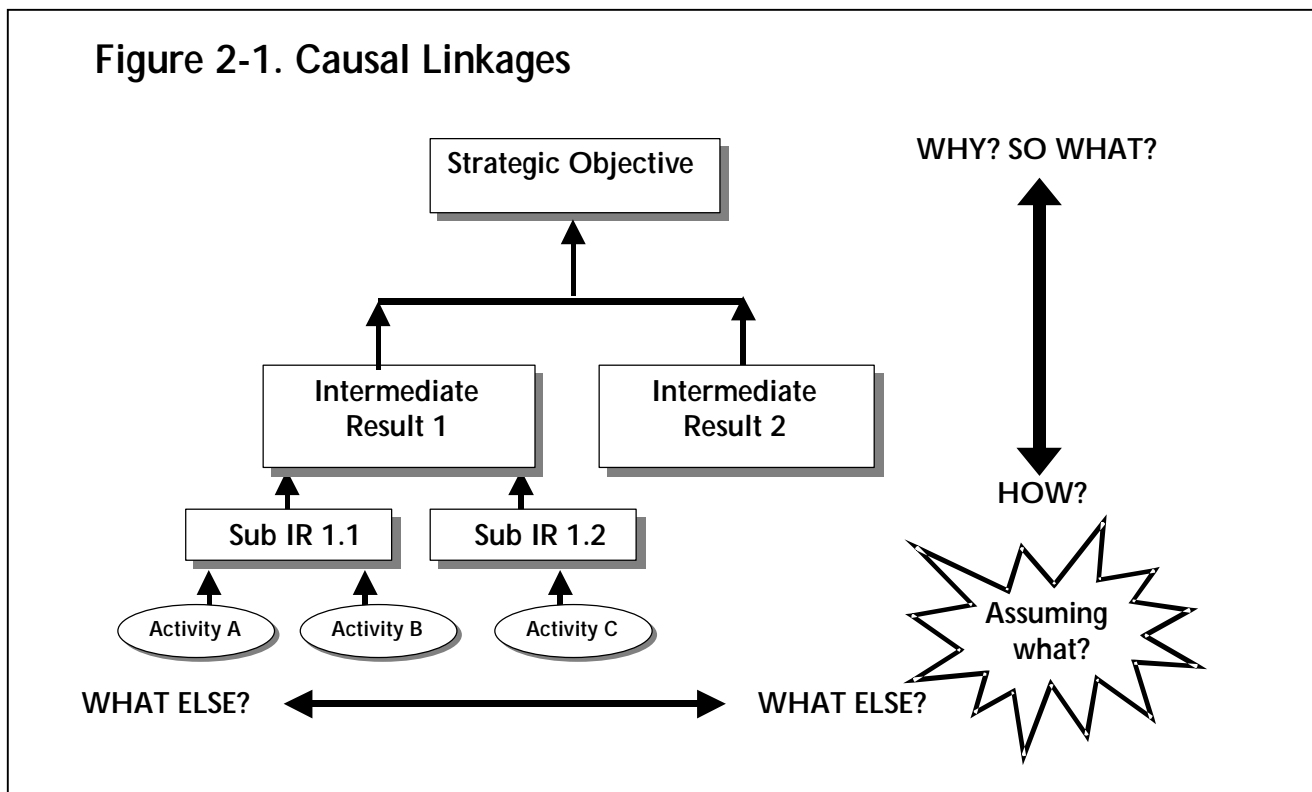 Figure 2-1. Causal Linkages
Strategic Objective
WHY? SO WHAT?
Intermediate
Result 1
Intermediate
Result 2
HOW?
Sub IR 1.1
Sub IR 1.2
Activity A
Activity B
Activity C
Assuming
what?
WHAT ELSE?
WHAT ELSE?